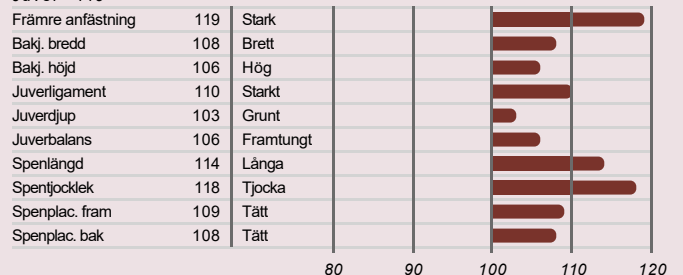 Främre anfästning 119 Stark
Bakj. bredd 108 Brett
Bakj. höjd 106 Hög
Juverligament 110 Starkt
Juverdjup 103 Grunt
Juverbalans 106 Framtungt
Spenlängd 114 Långa
Spentjocklek 118 Tjocka
Spenplac. fram 109 Tätt
Spenplac. bak 108 Tätt
80 90 100 110 120